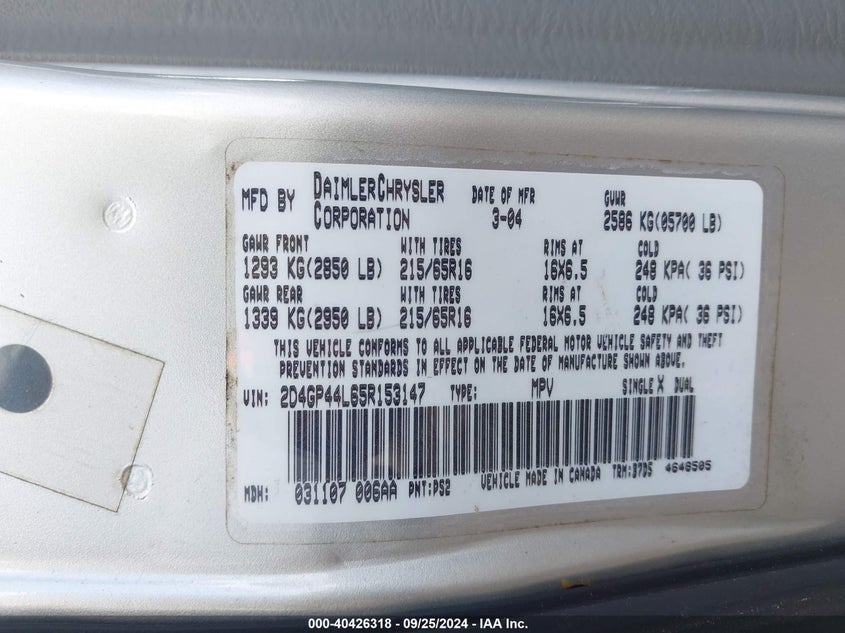 MFD BY DAIMLERCHRYSLER CORPORATION DATE OF MFR 3-04 GVWR 2586 KG(05700 LB)
GAWR FRONT WITH TIRES RIMS AT COLD
1293 KG(2850 LB) 215/65R16 16X6.5 248 KPA( 36 PSI)
GAWR REAR WITH TIRES RIMS AT COLD
1339 KG(2950 LB) 215/65R16 16X6.5 248 KPA( 36 PSI)
THIS VEHICLE CONFORMS TO ALL APPLICABLE FEDERAL MOTOR VEHICLE SAFETY AND THEFT
PREVENTION STANDARDS IN EFFECT ON THE DATE OF MANUFACTURE SHOWN ABOVE.
VIN: 2D4GP44L65R153147 TYPE: MPV SINGLE X DUAL
MDH: 031107 006AA PNT:PS2 VEHICLE MADE IN CANADA TRM:B7D5 4648505
000-40426318 - 09/25/2024 - IAA Inc.